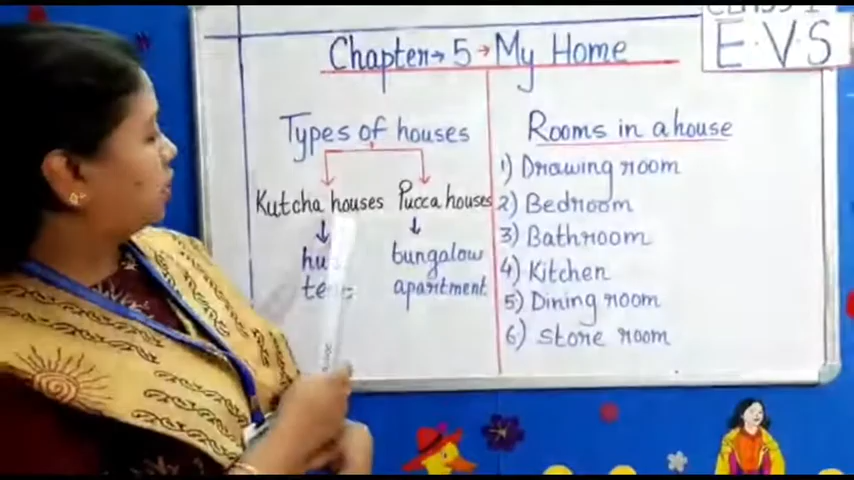 Chapter → 5 → My Home
E.V.S
Types of houses
Kutcha houses
Pucca houses
bungalow
apartment
Rooms in a house
1) Drawing room
2) Bedroom
3) Bathroom
4) Kitchen
5) Dining room
6) Store room